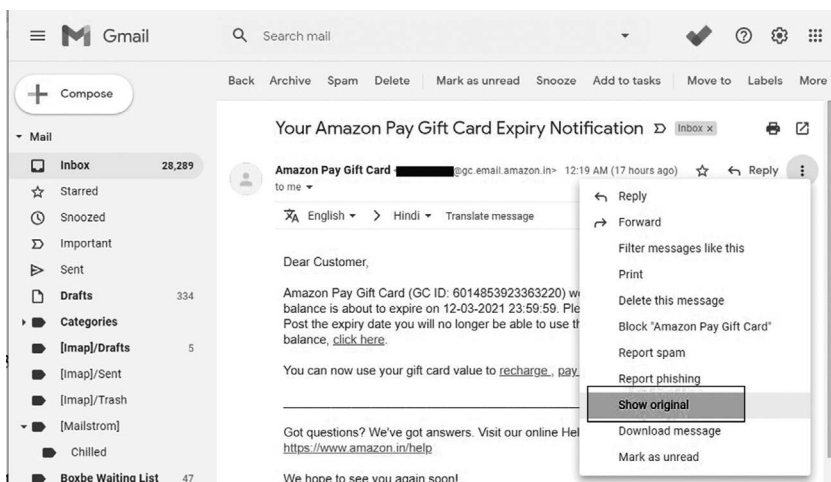 Gmail
Search mail
Compose
Back Archive Spam Delete Mark as unread Snooze Add to tasks Move to Labels More
Mail
Inbox 28,289
Starred
Snoozed
Important
Sent
Drafts 334
Categories
[Imap]/Drafts 5
[Imap]/Sent
[Imap]/Trash
[Mailstrom]
Chilled
Boxbe Waiting List 47
Your Amazon Pay Gift Card Expiry Notification Inbox x
Amazon Pay Gift Card @gc.email.amazon.in> 12:19 AM (17 hours ago) Reply
to me
English > Hindi Translate message
Dear Customer,
Amazon Pay Gift Card (GC ID: 6014853923363220)
balance is about to expire on 12-03-2021 23:59:59.
Post the expiry date you will no longer be able to use
balance, click here.
You can now use your gift card value to recharge , pay
Got questions? We've got answers. Visit our online
https://www.amazon.in/help
We hope to see you again soon!
Reply
Forward
Filter messages like this
Print
Delete this message
Block "Amazon Pay Gift Card"
Report spam
Report phishing
Show original
Download message
Mark as unread